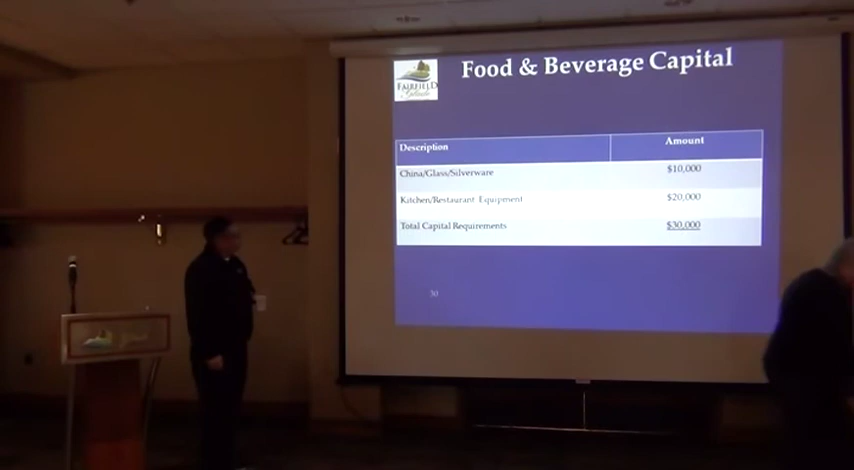 Food & Beverage Capital
FAIRFIELD
Glade
Description Amount
China/Glass/Silverware $10,000
Kitchen/Restaurant Equipment $20,000
Total Capital Requirements $30,000
30